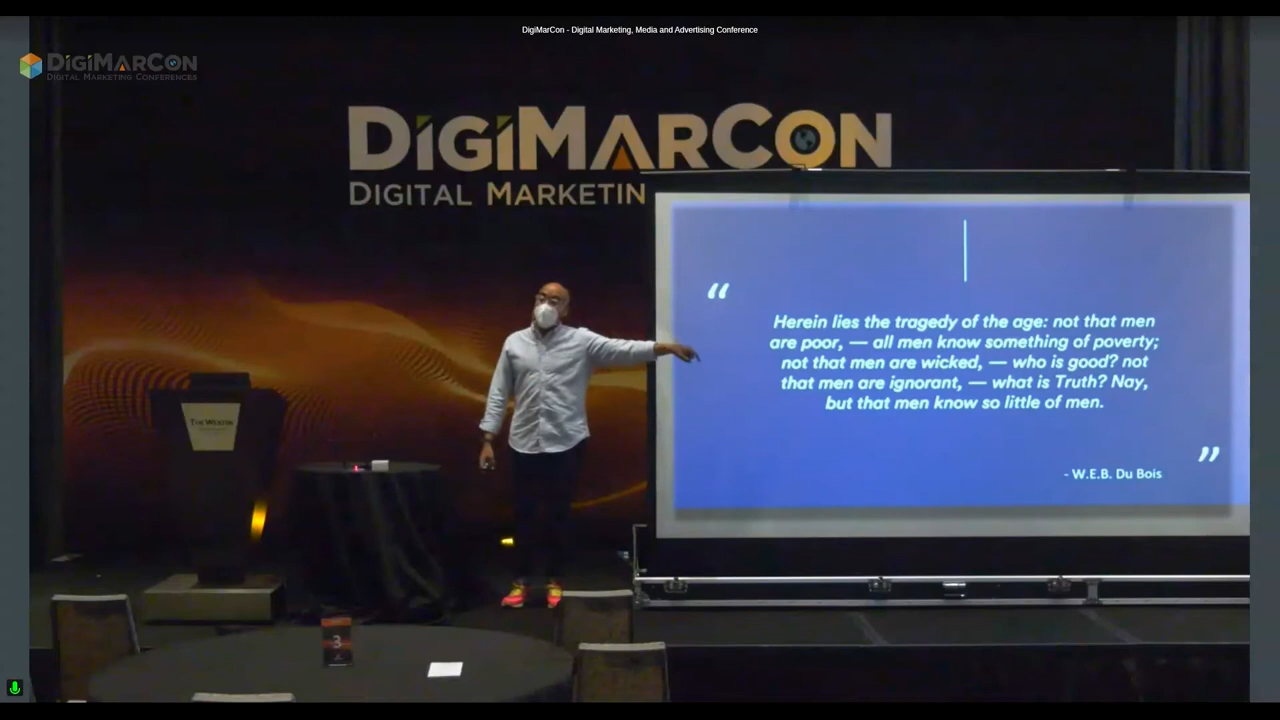 DigiMarCon - Digital Marketing, Media and Advertising Conference
DIGIMARCON
DIGITAL MARKETING CONFERENCES
DIGIMARCON
DIGITAL MARKETIN
“
Herein lies the tragedy of the age: not that men
are poor, — all men know something of poverty;
not that men are wicked, — who is good? not
that men are ignorant, — what is Truth? Nay,
but that men know so little of men.
”
- W.E.B. Du Bois
THE WESTIN
3